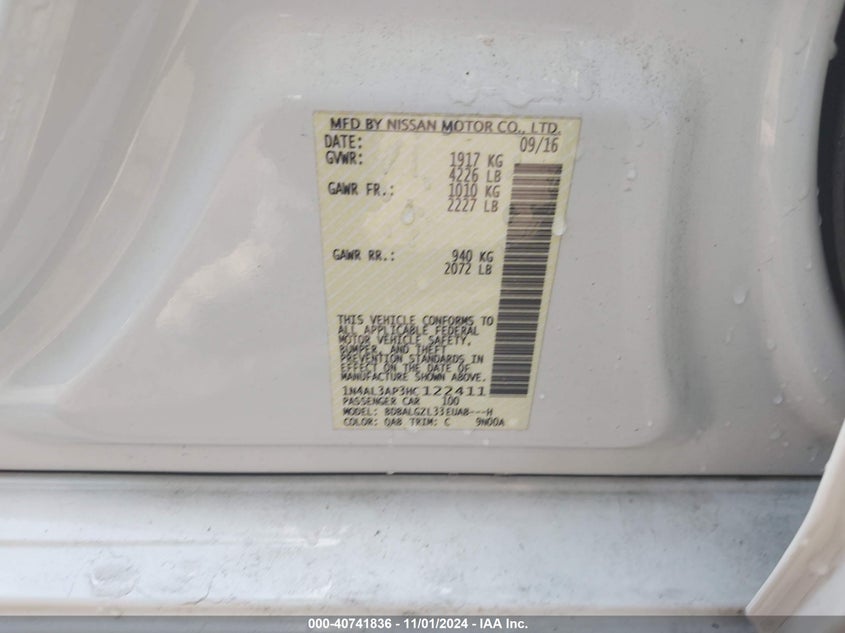 MFD BY NISSAN MOTOR CO., LTD.
DATE: 09/16
GVWR: 1917 KG
4226 LB
GAWR FR.: 1010 KG
2227 LB
GAWR RR.: 940 KG
2072 LB
THIS VEHICLE CONFORMS TO
ALL APPLICABLE FEDERAL
MOTOR VEHICLE SAFETY,
BUMPER, AND THEFT
PREVENTION STANDARDS IN
EFFECT ON THE DATE OF
MANUFACTURE SHOWN ABOVE.
1N4AL3AP3HC122411
PASSENGER CAR 100
MODEL: BDBALGZL33EUAB---H
COLOR: QAB TRIM: C 9N00A
000-40741836 - 11/01/2024 - IAA Inc.